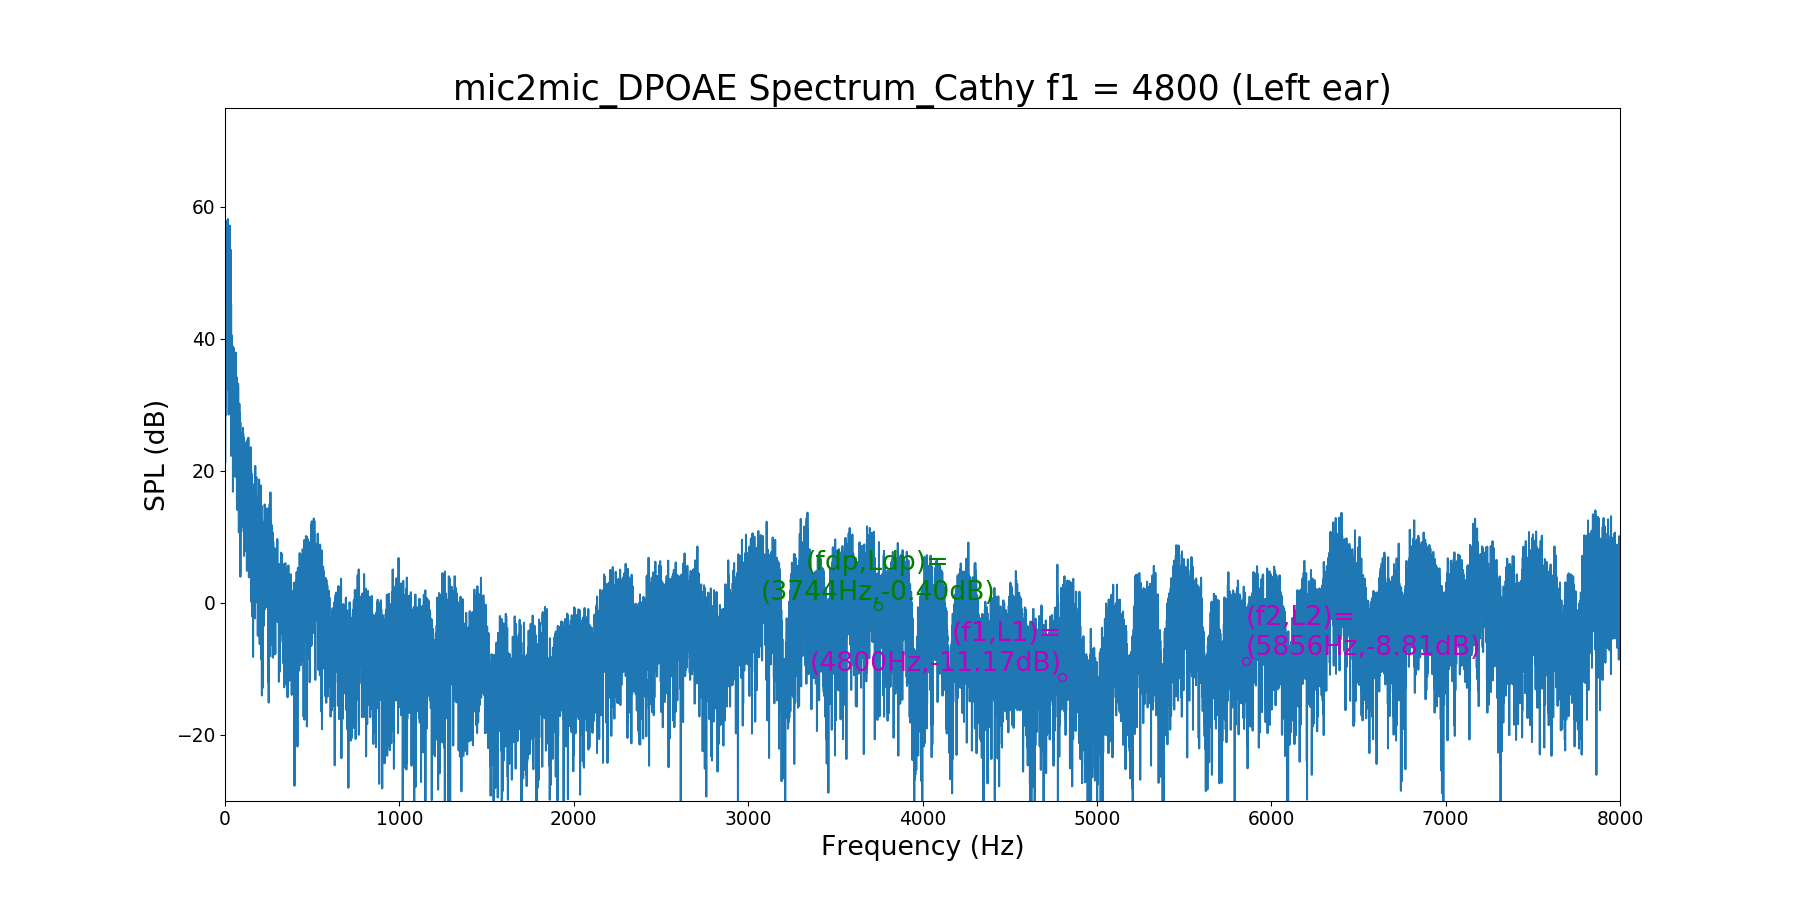 mic2mic_DPOAE Spectrum_Cathy f1 = 4800 (Left ear)
SPL (dB)
60
40
20
0
−20
(fdp,Ldp)=
(3744Hz,-0.40dB)
(f1,L1)=
(4800Hz,-11.17dB)
(f2,L2)=
(5856Hz,-8.81dB)
0 1000 2000 3000 4000 5000 6000 7000 8000
Frequency (Hz)